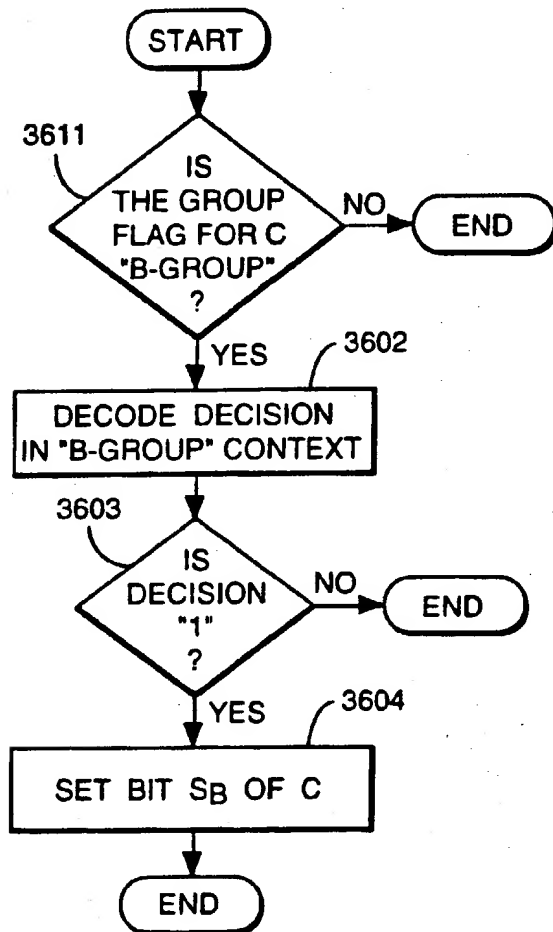 START
3611
IS
THE GROUP
FLAG FOR C
"B-GROUP"
?
NO
END
YES
3602
DECODE DECISION
IN "B-GROUP" CONTEXT
3603
IS
DECISION
"1"
?
NO
END
YES
3604
SET BIT SB OF C
END